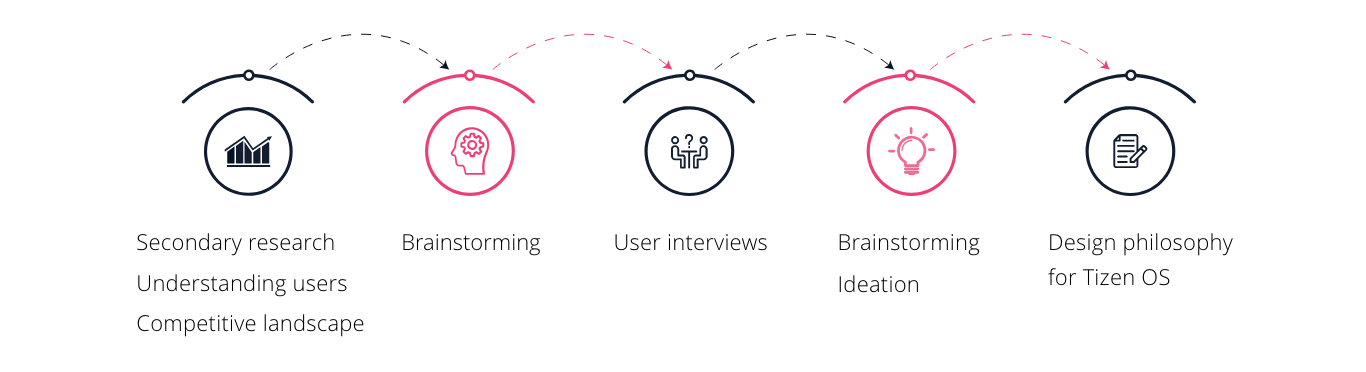 Secondary research
Understanding users
Competitive landscape
Brainstorming
User interviews
Brainstorming
Ideation
Design philosophy
for Tizen OS